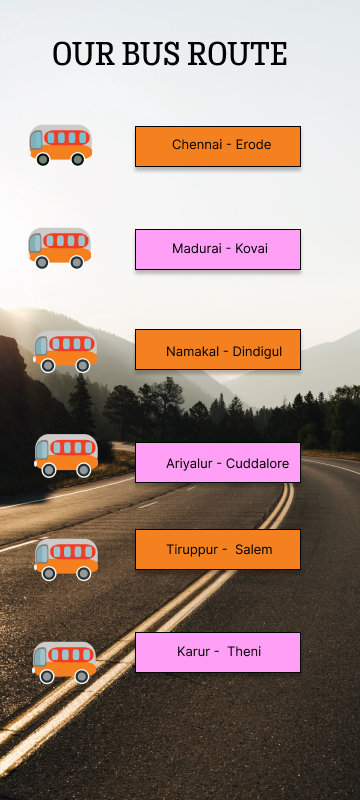 OUR BUS ROUTE
Chennai - Erode
Madurai - Kovai
Namakal - Dindigul
Ariyalur - Cuddalore
Tiruppur -  Salem
Karur -  Theni